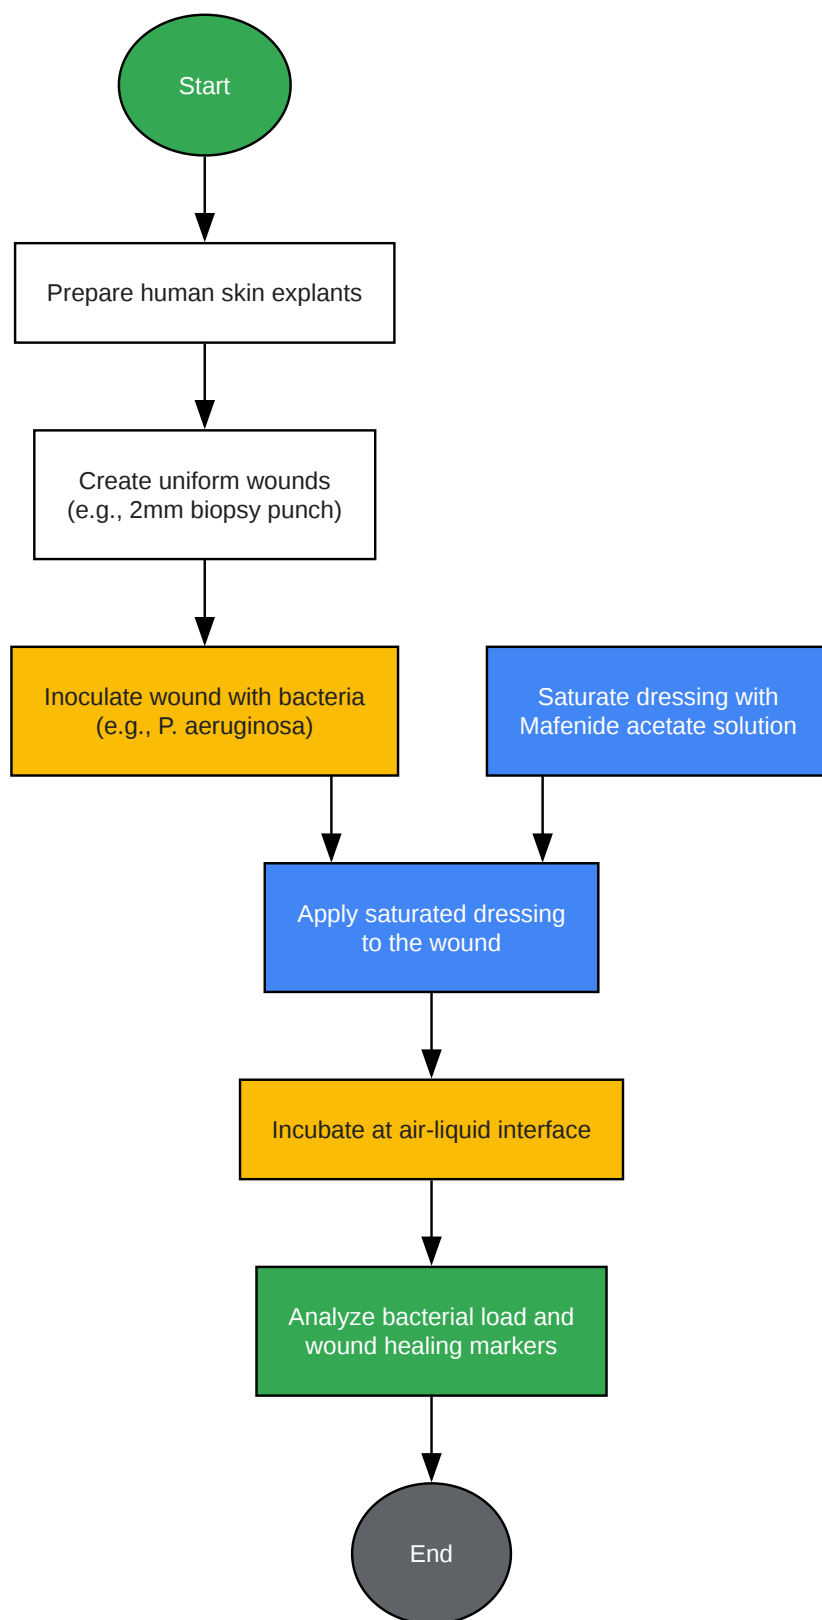 Start
Prepare human skin explants
Create uniform wounds
(e.g., 2mm biopsy punch)
Inoculate wound with bacteria
(e.g., P. aeruginosa)
Saturate dressing with
Mafenide acetate solution
Apply saturated dressing
to the wound
Incubate at air-liquid interface
Analyze bacterial load and
wound healing markers
End